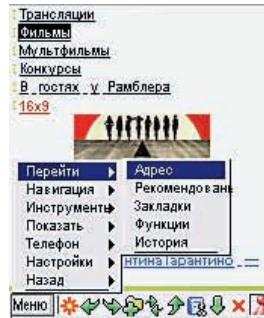 Трансляции
Фильмы
Мультфильмы
Конкурсы
В гостях у Рамблера
16x9
Перейти
Навигация
Инструменты
Показать
Телефон
Настройки
Назад
Адрес
Рекомендован
Закладки
Функции
История
нтина Тарантино
Меню